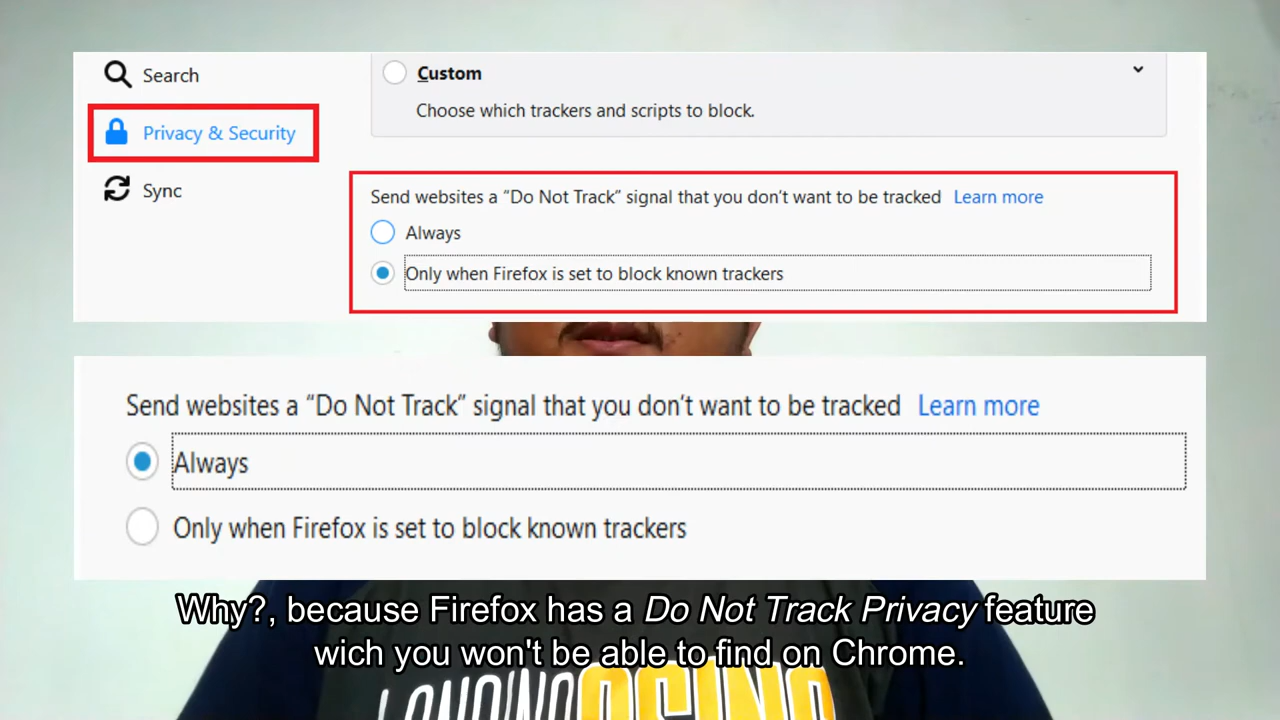 Search
Custom
Choose which trackers and scripts to block.
Privacy & Security
Sync
Send websites a “Do Not Track” signal that you don’t want to be tracked Learn more
Always
Only when Firefox is set to block known trackers
Send websites a “Do Not Track” signal that you don’t want to be tracked Learn more
Always
Only when Firefox is set to block known trackers
Why?, because Firefox has a Do Not Track Privacy feature
wich you won't be able to find on Chrome.